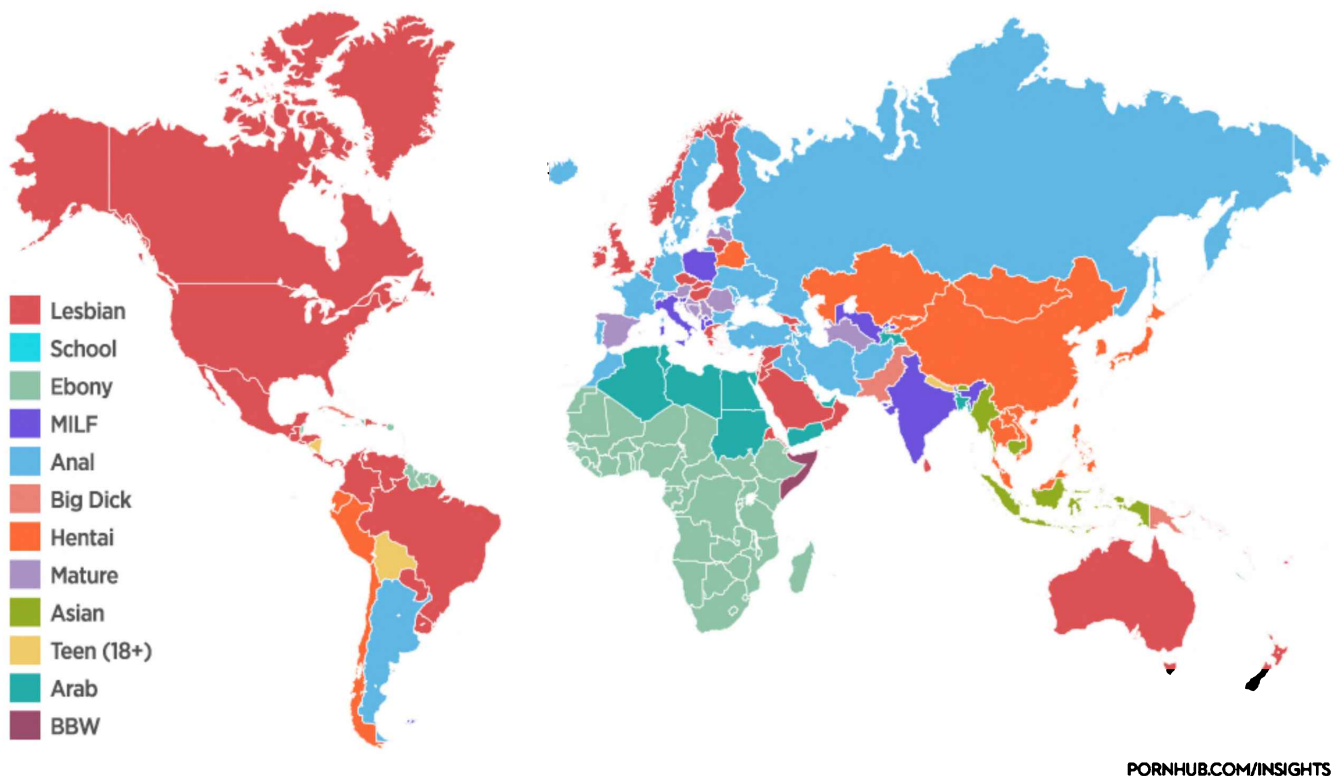 Lesbian
School
Ebony
MILF
Anal
Big Dick
Hentai
Mature
Asian
Teen (18+)
Arab
BBW
PORNHUB.COM/INSIGHTS